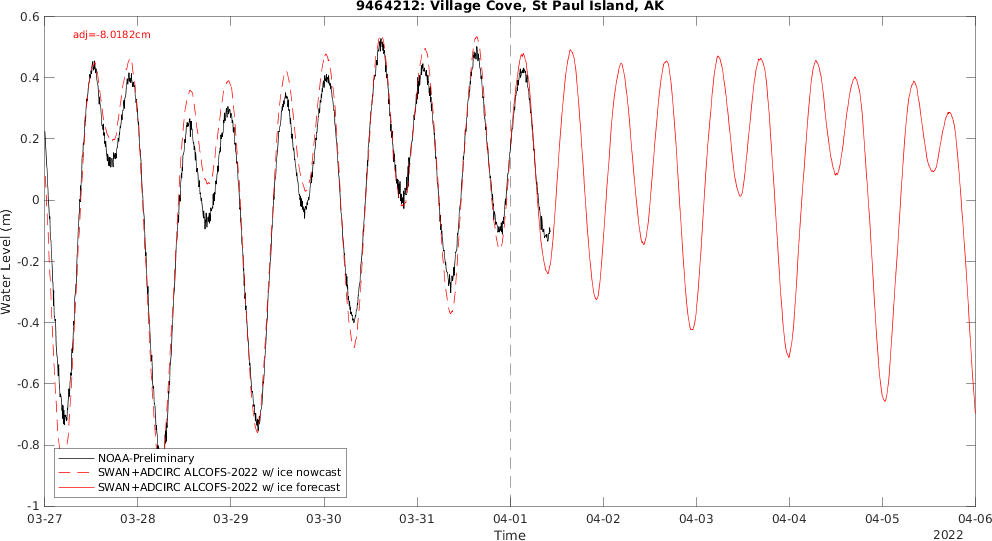 9464212: Village Cove, St Paul Island, AK
adj=-8.0182cm
0.6
0.4
0.2
0
-0.2
-0.4
-0.6
-0.8
-1
Water Level (m)
NOAA-Preliminary
SWAN+ADCIRC ALCOFS-2022 w/ ice nowcast
SWAN+ADCIRC ALCOFS-2022 w/ ice forecast
03-27 03-28 03-29 03-30 03-31 04-01 04-02 04-03 04-04 04-05 04-06
Time
2022